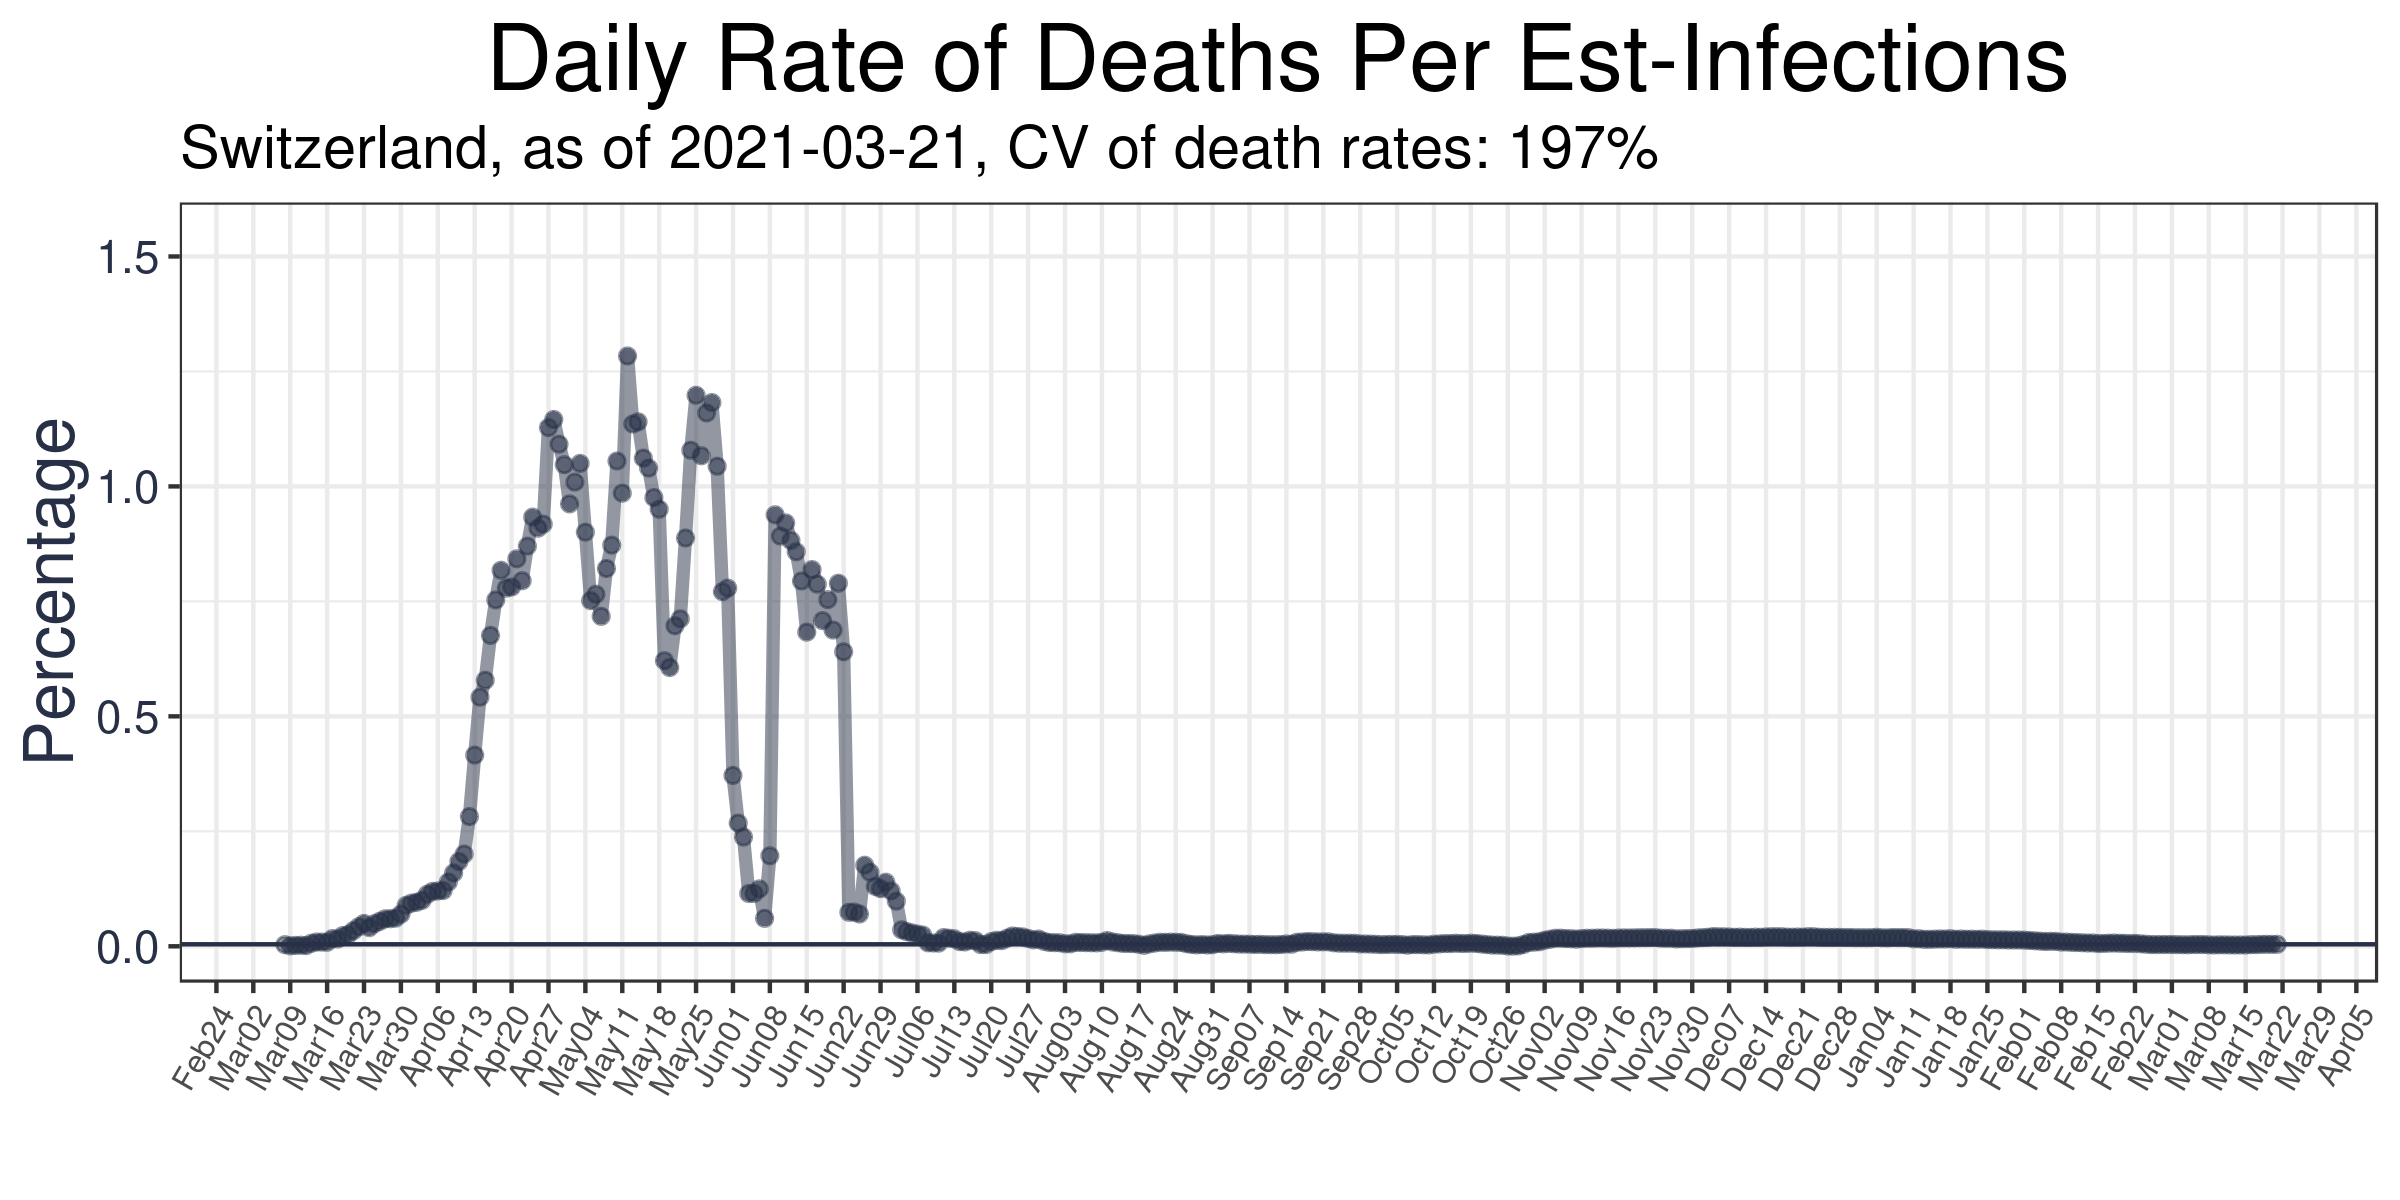 Daily Rate of Deaths Per Est-Infections
Switzerland, as of 2021-03-21, CV of death rates: 197%
Percentage
1.5
1.0
0.5
0.0
Feb24
Mar02
Mar09
Mar16
Mar23
Mar30
Apr06
Apr13
Apr20
Apr27
May04
May11
May18
May25
Jun01
Jun08
Jun15
Jun22
Jun29
Jul06
Jul13
Jul20
Jul27
Aug03
Aug10
Aug17
Aug24
Aug31
Sep07
Sep14
Sep21
Sep28
Oct05
Oct12
Oct19
Oct26
Nov02
Nov09
Nov16
Nov23
Nov30
Dec07
Dec14
Dec21
Dec28
Jan04
Jan11
Jan18
Jan25
Feb01
Feb08
Feb15
Feb22
Mar01
Mar08
Mar15
Mar22
Mar29
Apr05